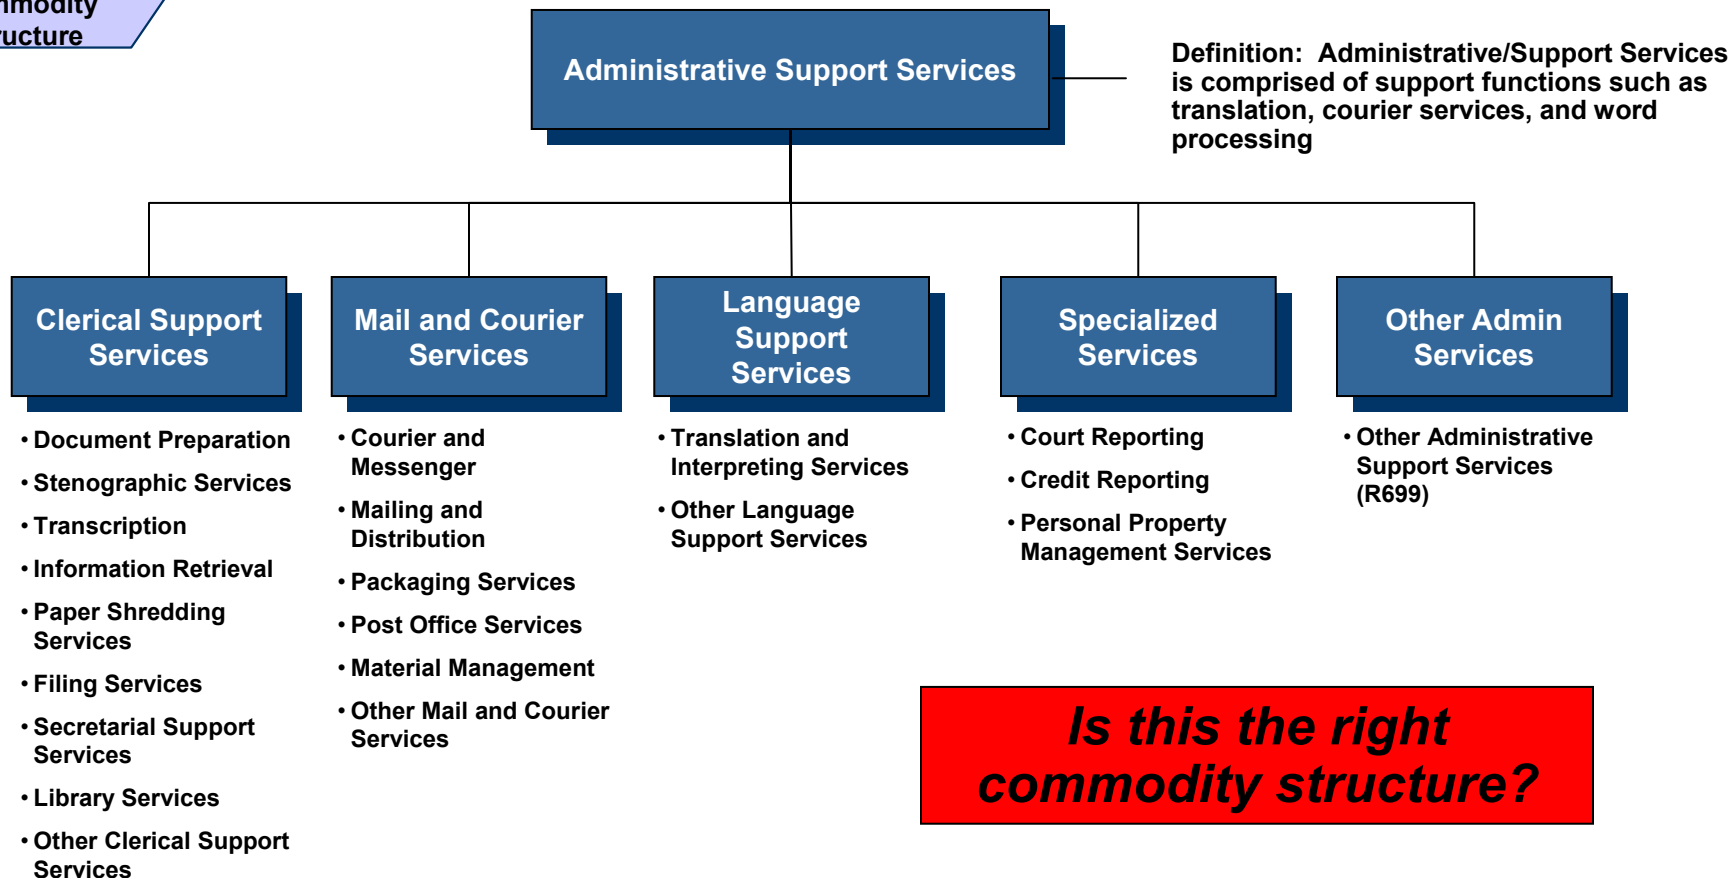 Structure
Administrative Support Services
Definition: Administrative/Support Services
is comprised of support functions such as
translation, courier services, and word
processing
Clerical Support
Services
Mail and Courier
Services
Language
Support
Services
Specialized
Services
Other Admin
Services
• Document Preparation
• Stenographic Services
• Transcription
• Information Retrieval
• Paper Shredding
Services
• Filing Services
• Secretarial Support
Services
• Library Services
• Other Clerical Support
Services
• Courier and
Messenger
• Mailing and
Distribution
• Packaging Services
• Post Office Services
• Material Management
• Other Mail and Courier
Services
• Translation and
Interpreting Services
• Other Language
Support Services
• Court Reporting
• Credit Reporting
• Personal Property
Management Services
• Other Administrative
Support Services
(R699)
Is this the right
commodity structure?